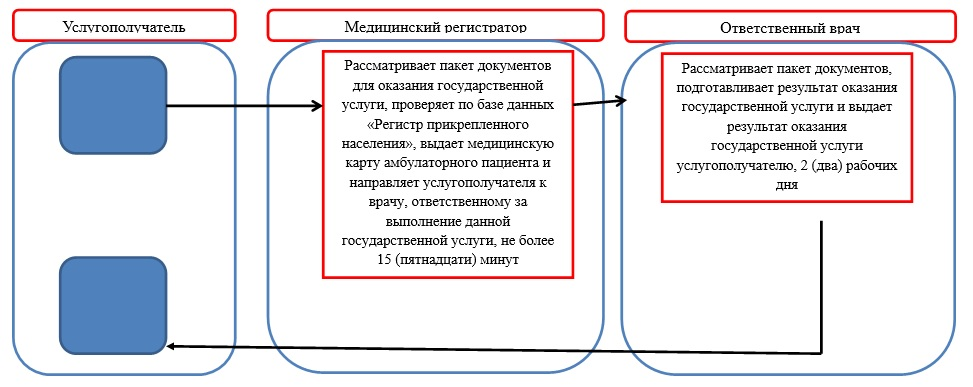 Услугополучатель
Медицинский регистратор
Ответственный врач
Рассматривает пакет документов
для оказания государственной
услуги, проверяет по базе данных
«Регистр прикрепленного
населения», выдает медицинскую
карту амбулаторного пациента и
направляет услугополучателя к
врачу, ответственному за
выполнение данной
государственной услуги, не более
15 (пятнадцати) минут
Рассматривает пакет документов,
подготавливает результат оказания
государственной услуги и выдает
результат оказания
государственной услуги
услугополучателю, 2 (два) рабочих
дня